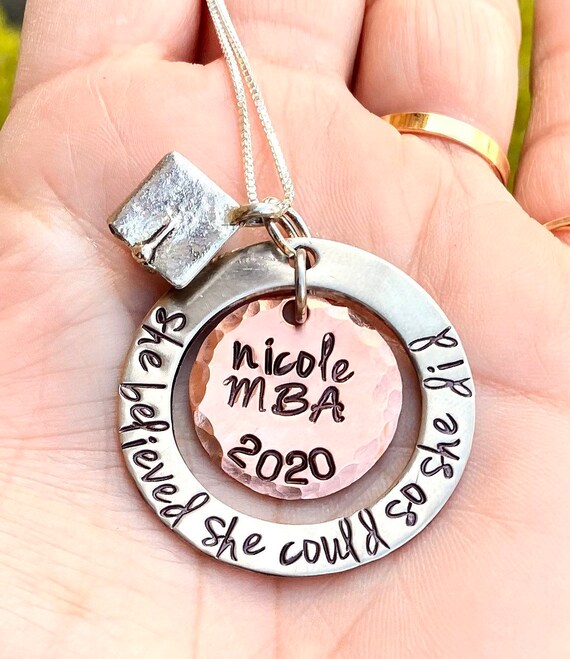 she believed she could so she did
nicole
MBA
2020